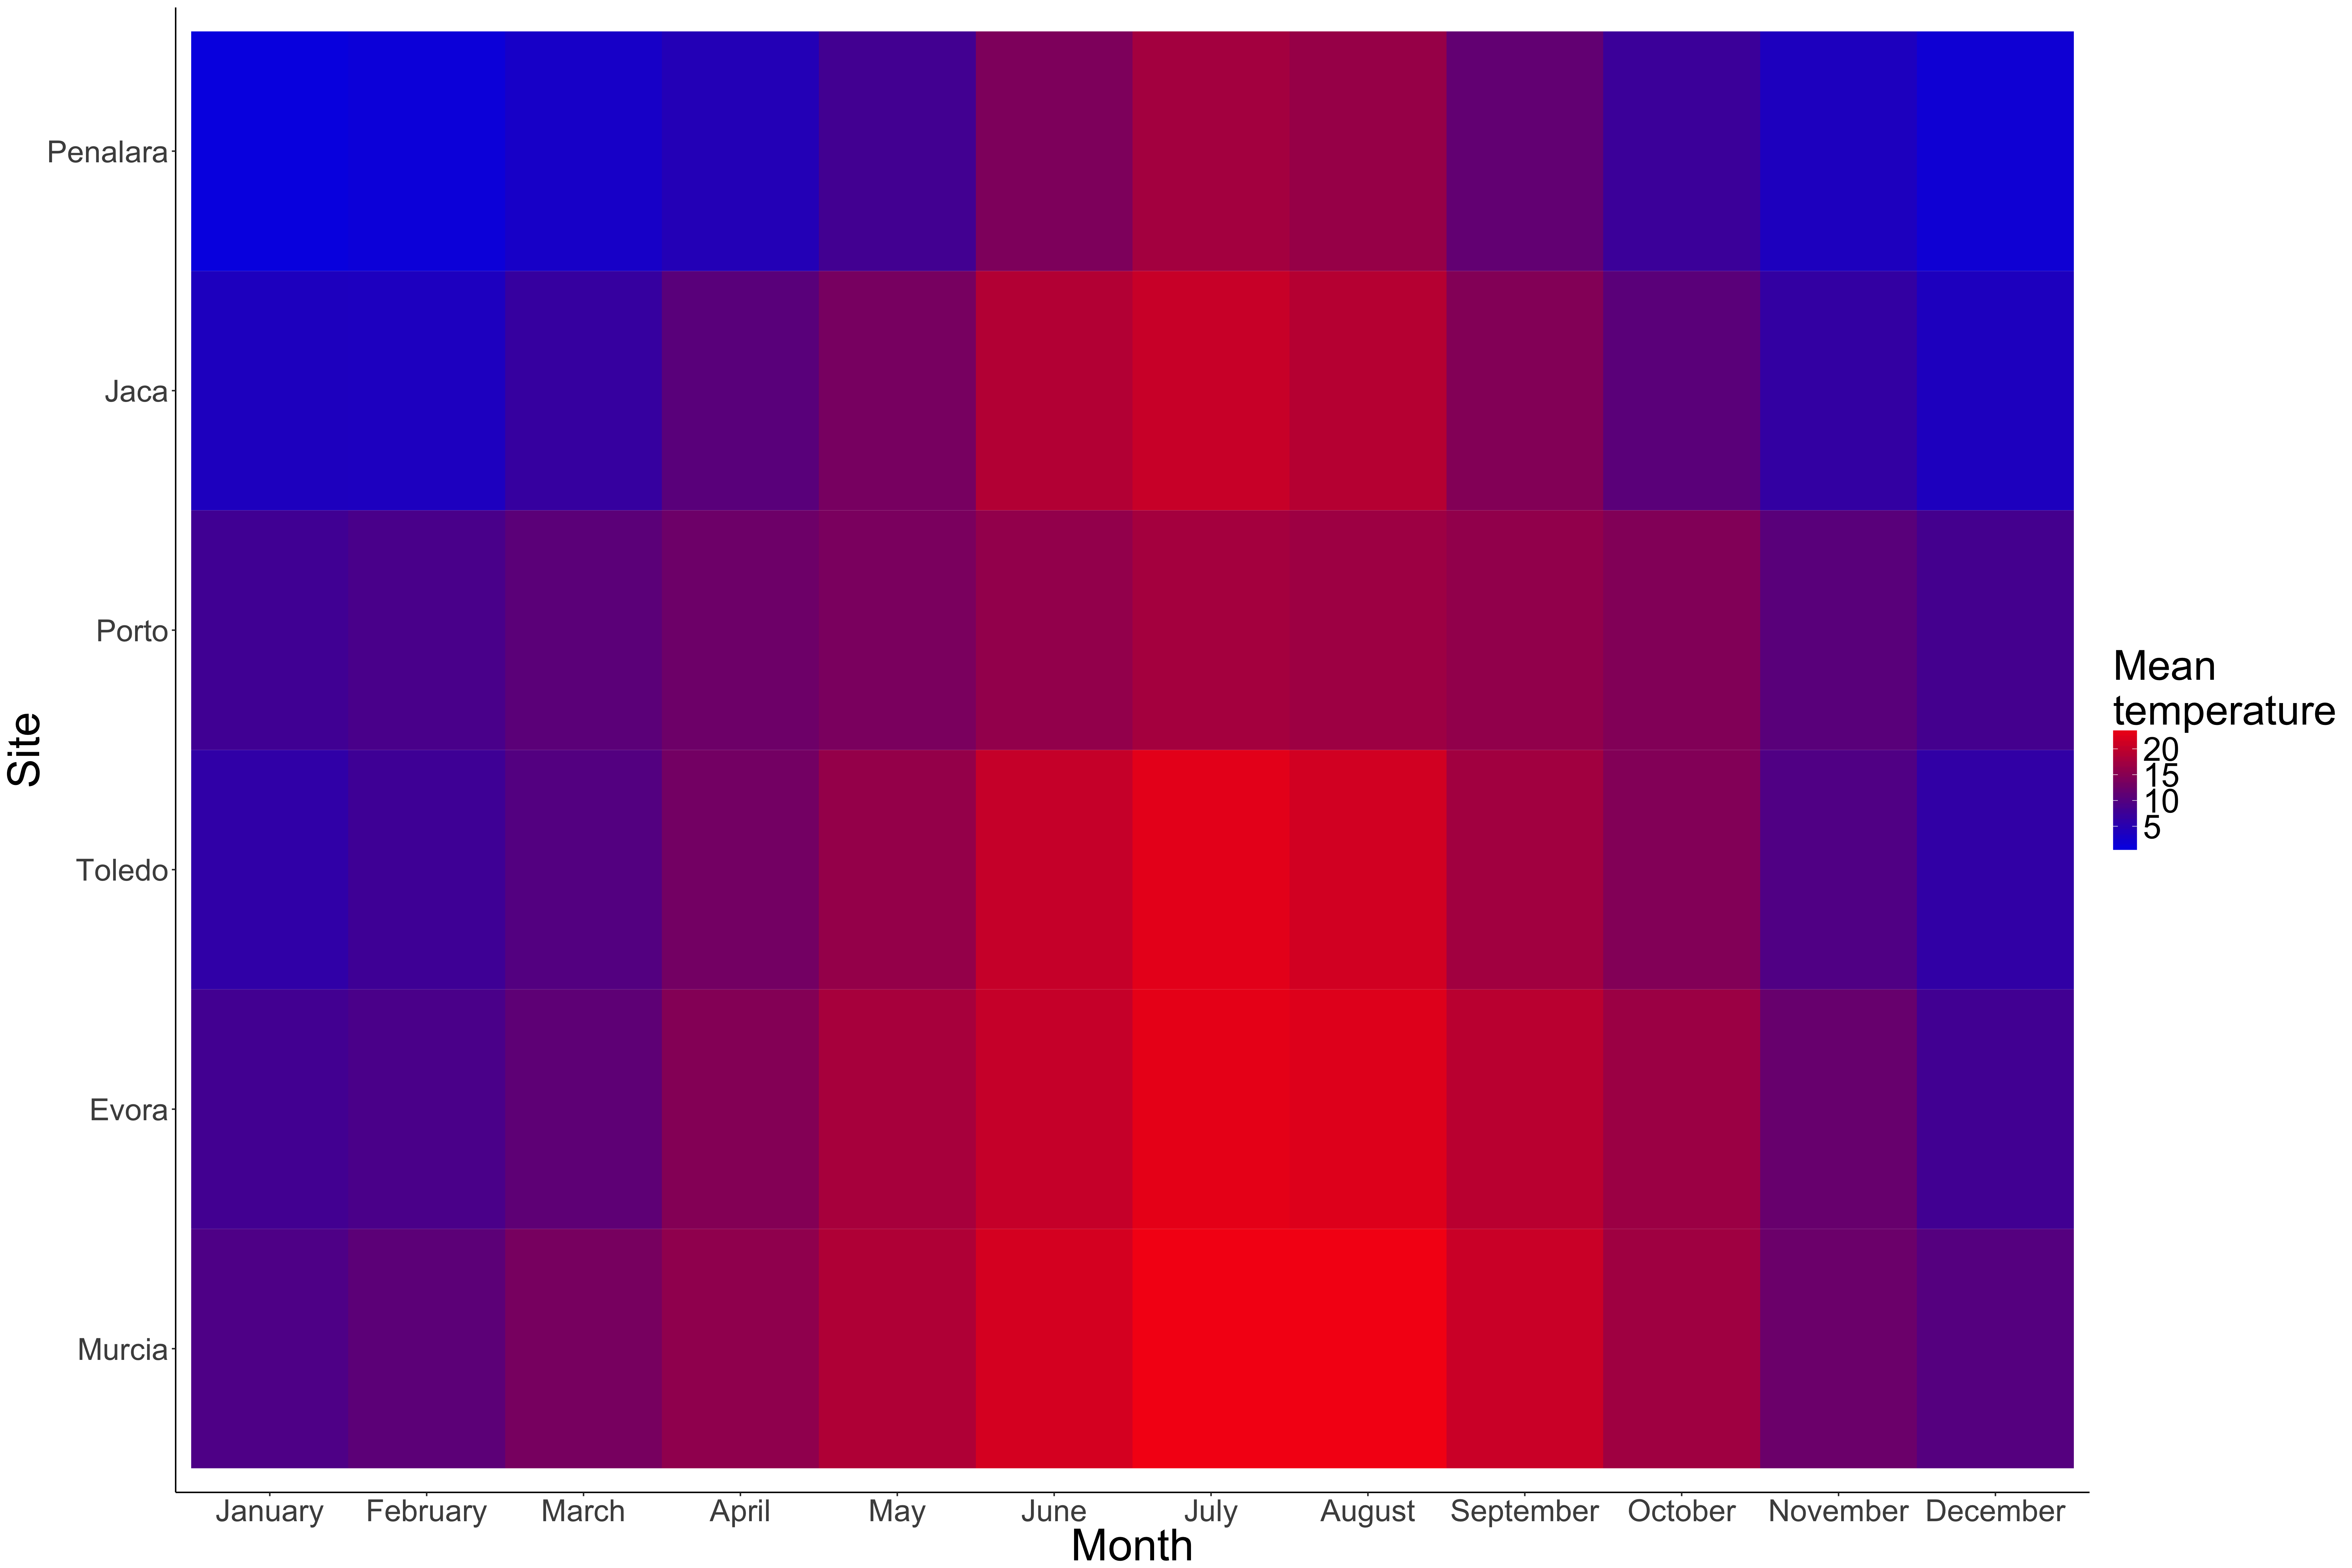 Penalara
Jaca
Porto
Toledo
Evora
Murcia
Site
January February March April May June July August September October November December
Month
Mean
temperature
20
15
10
5